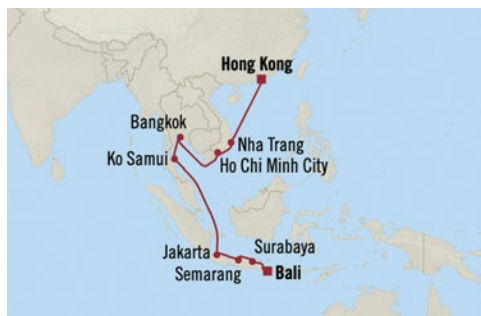 Hong Kong
Bangkok
Nha Trang
Ko Samui
Ho Chi Minh City
Jakarta
Surabaya
Semarang
Bali